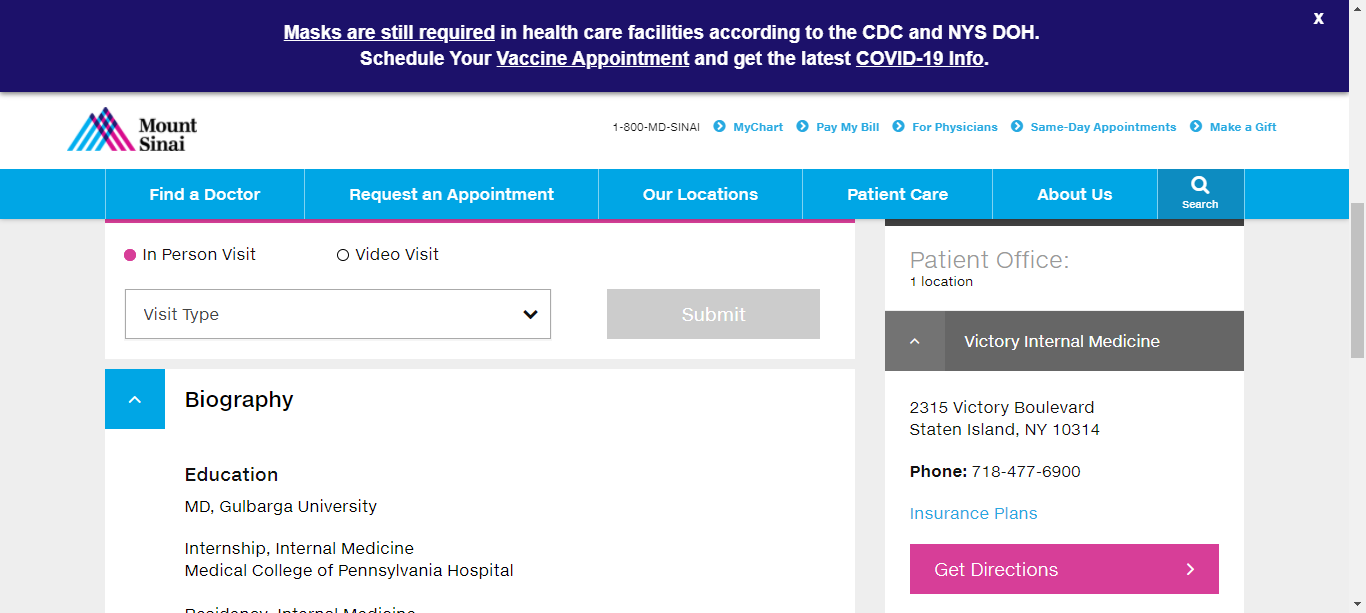 Masks are still required in health care facilities according to the CDC and NYS DOH.
Schedule Your Vaccine Appointment and get the latest COVID-19 Info.
X
Mount
Sinai
1-800-MD-SINAI MyChart Pay My Bill For Physicians Same-Day Appointments Make a Gift
Find a Doctor Request an Appointment Our Locations Patient Care About Us Search
In Person Visit Video Visit
Visit Type Submit
Biography
Education
MD, Gulbarga University
Internship, Internal Medicine
Medical College of Pennsylvania Hospital
Residency, Internal Medicine
Patient Office:
1 location
Victory Internal Medicine
2315 Victory Boulevard
Staten Island, NY 10314
Phone: 718-477-6900
Insurance Plans
Get Directions